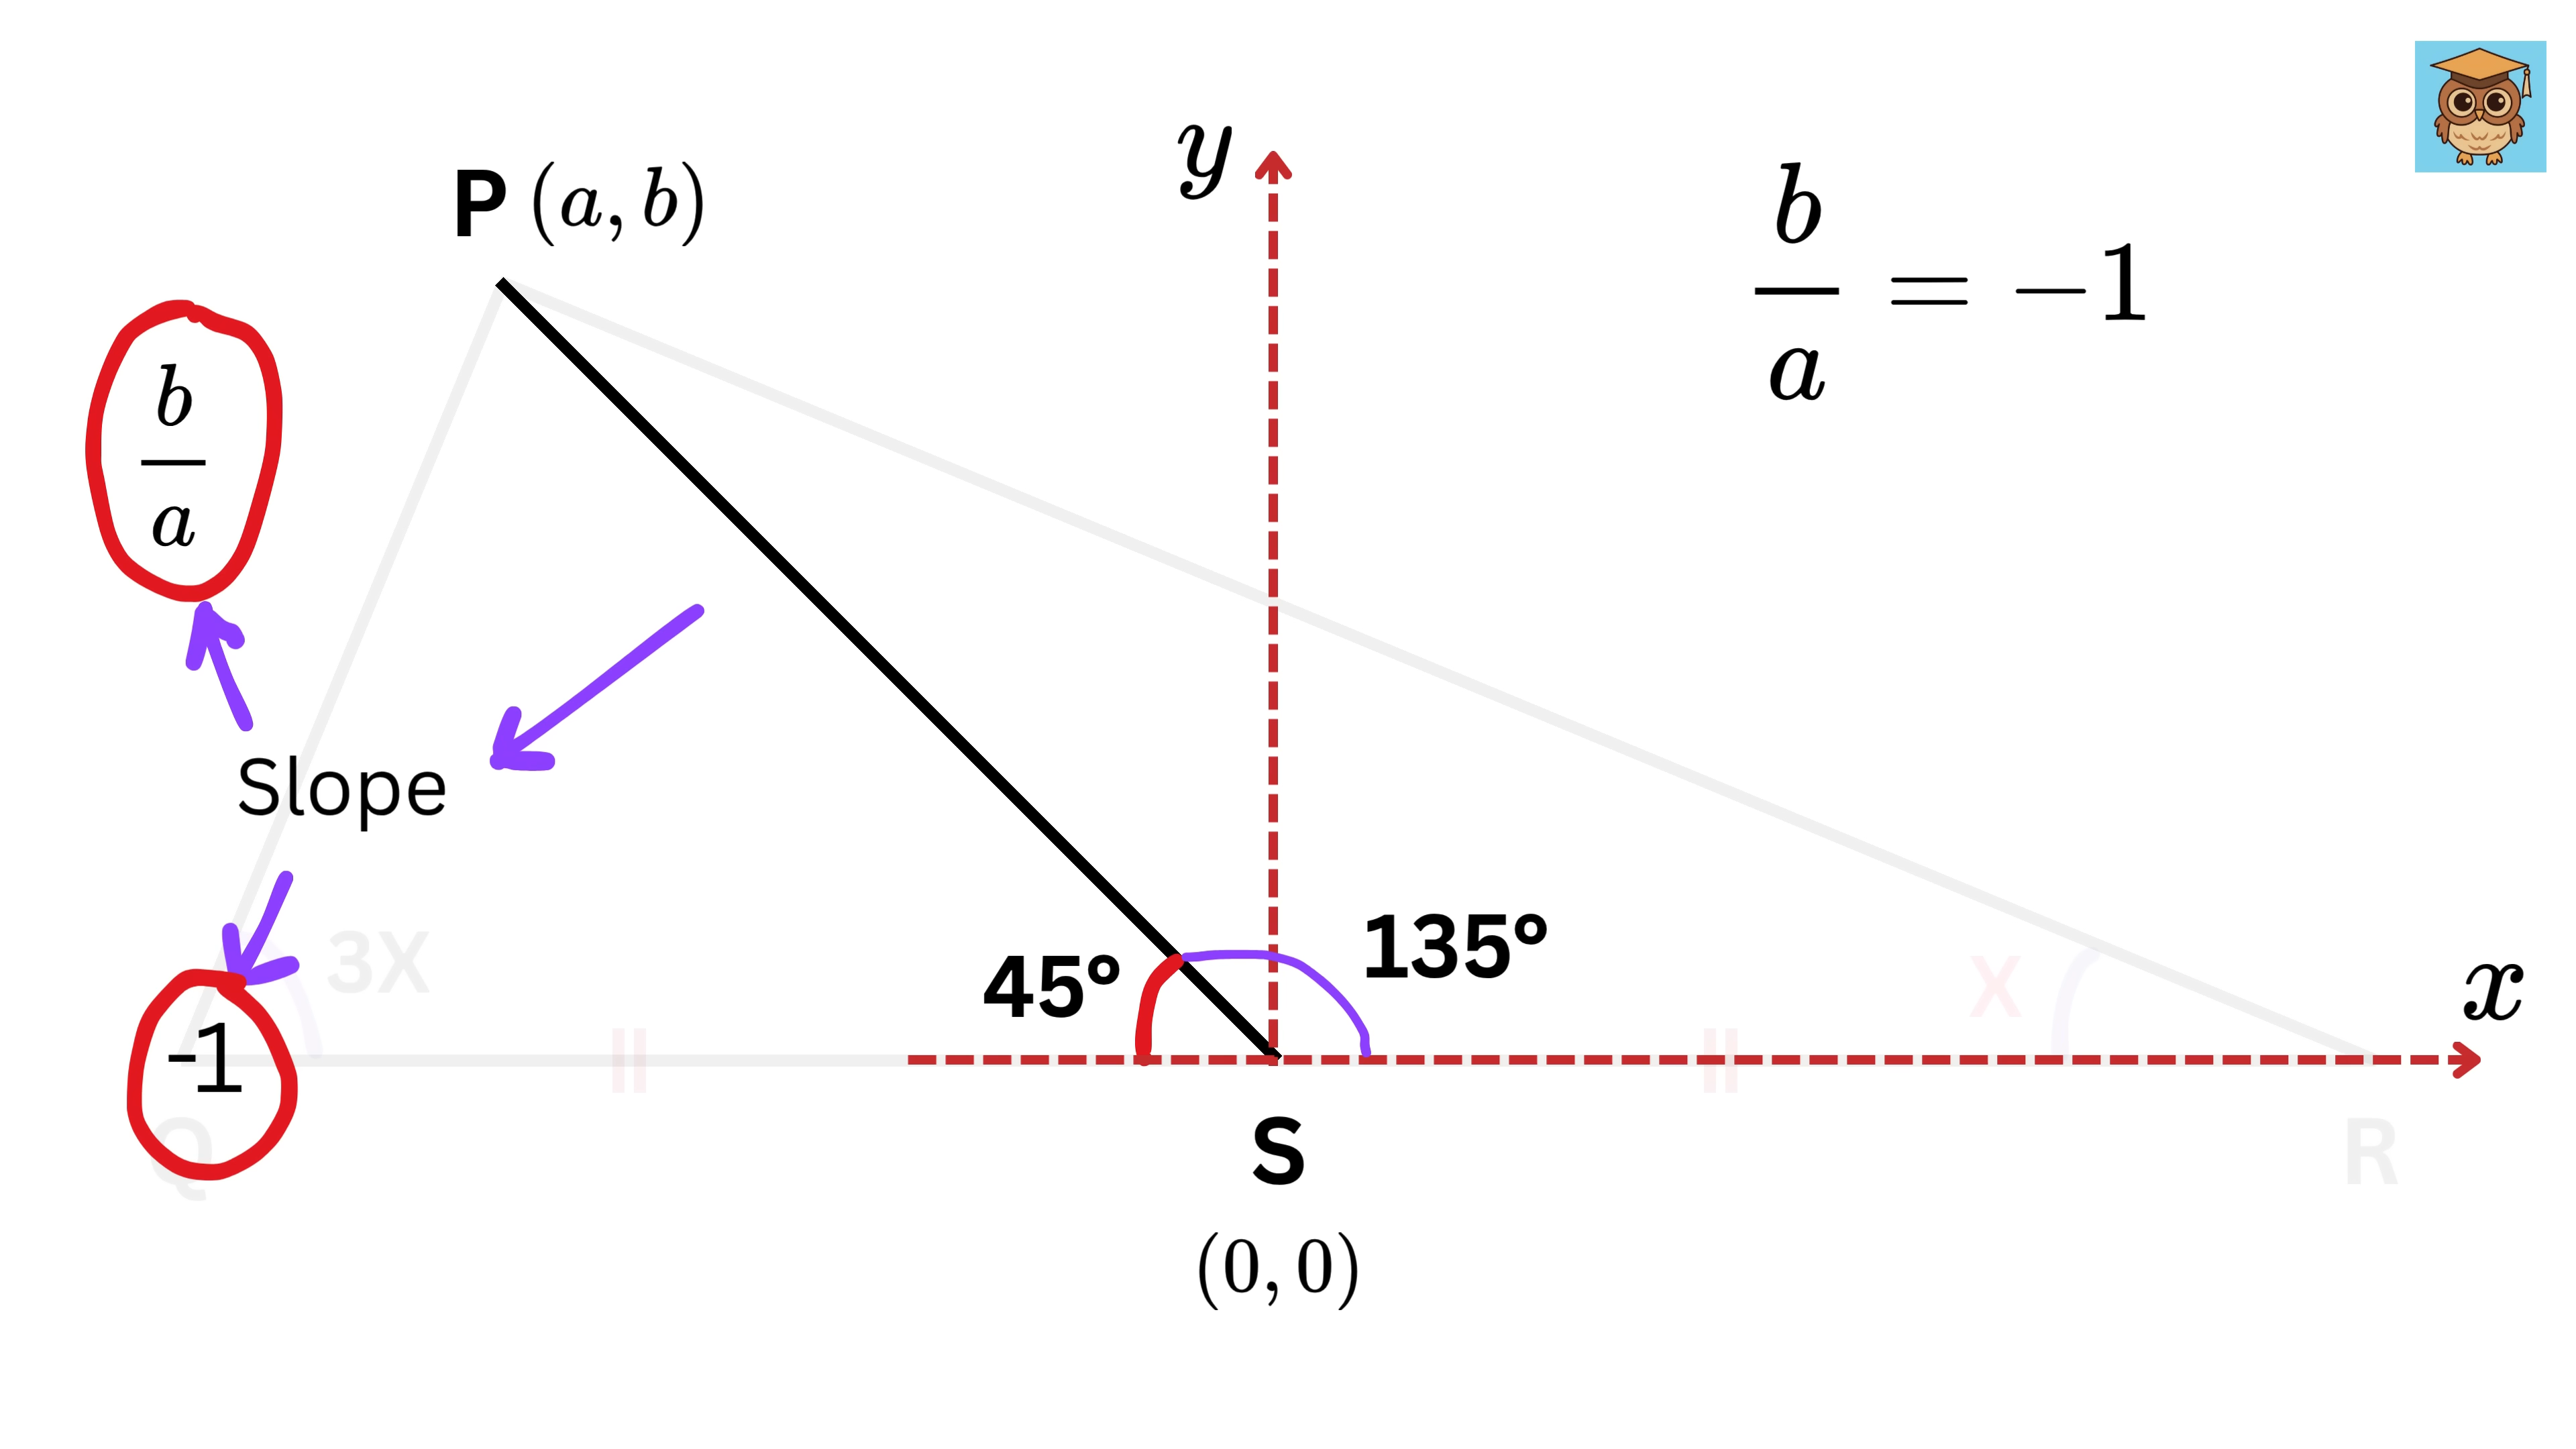 y
P (a, b)
b/a = −1
b/a
Slope
3X
45°
135°
X
x
-1
Q
S
R
(0, 0)